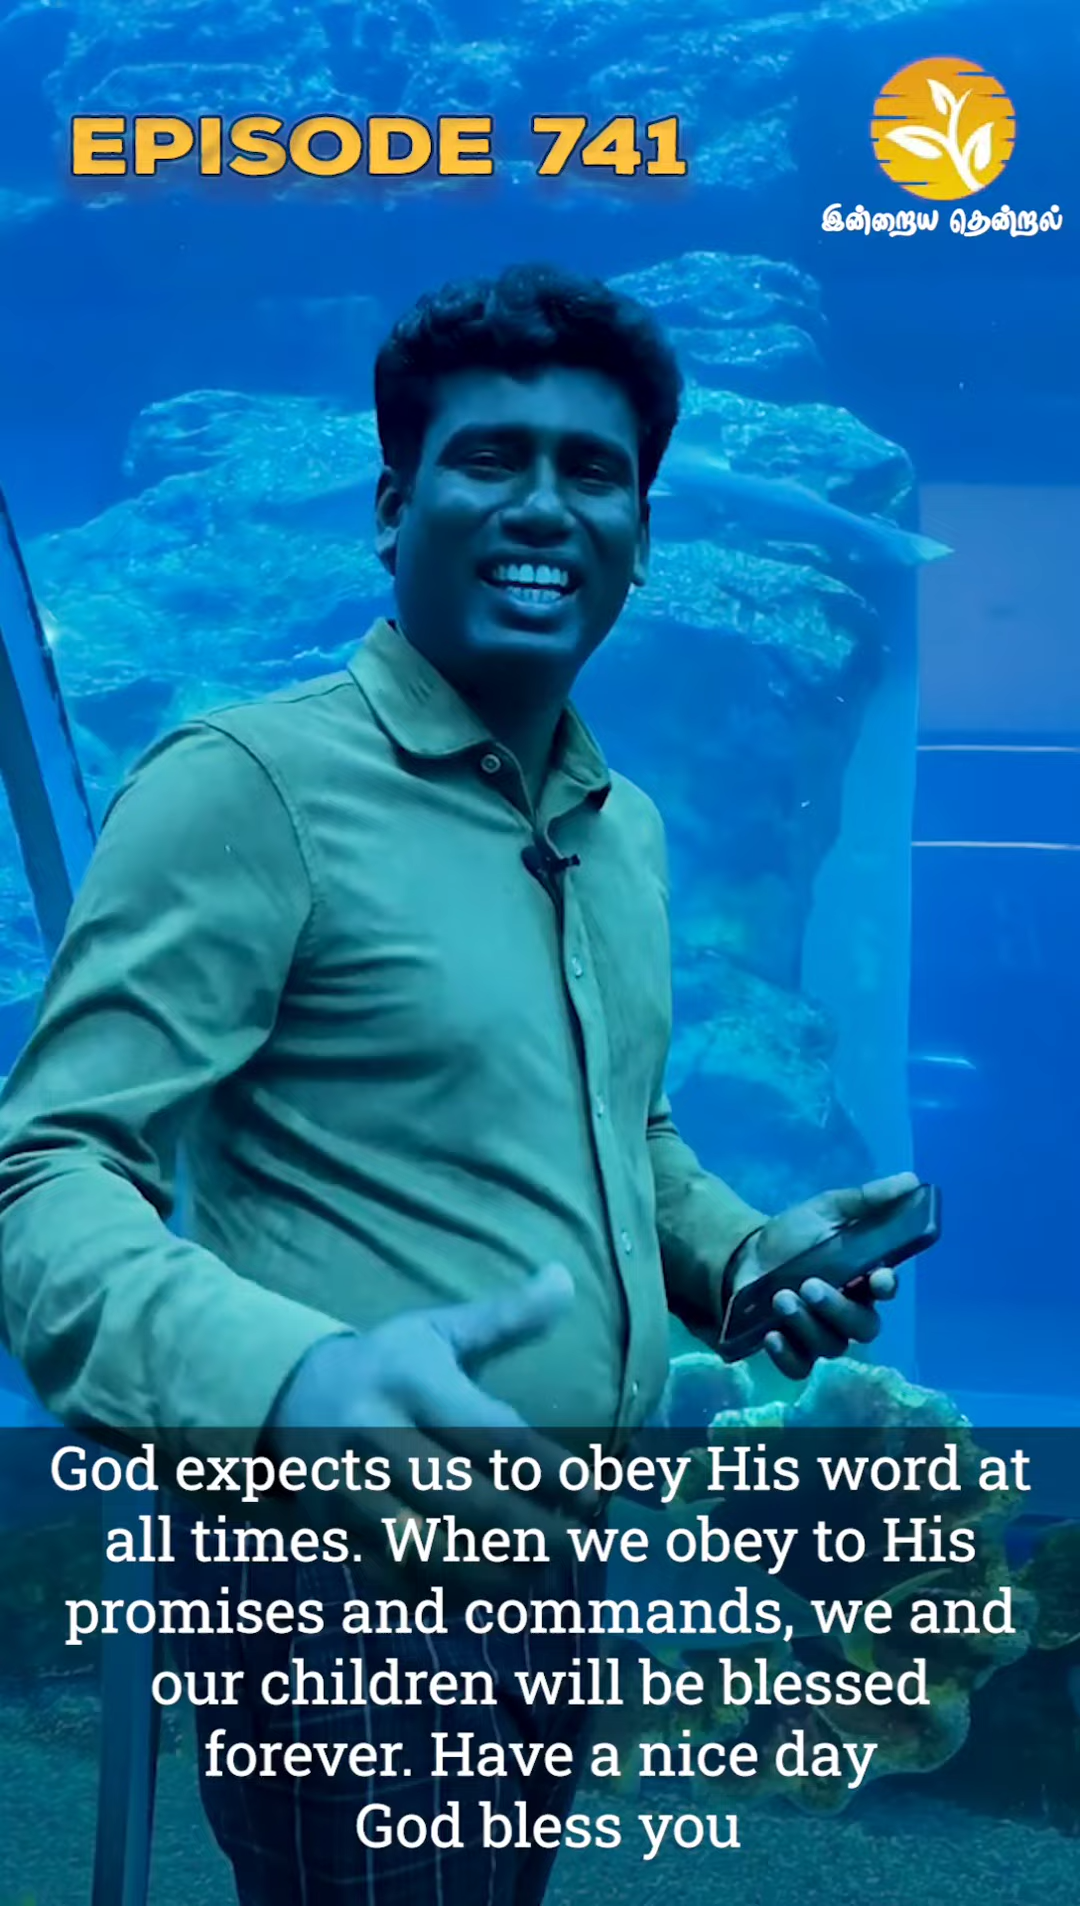 EPISODE 741
இன்றைய தென்றல்
God expects us to obey His word at
all times. When we obey to His
promises and commands, we and
our children will be blessed
forever. Have a nice day
God bless you